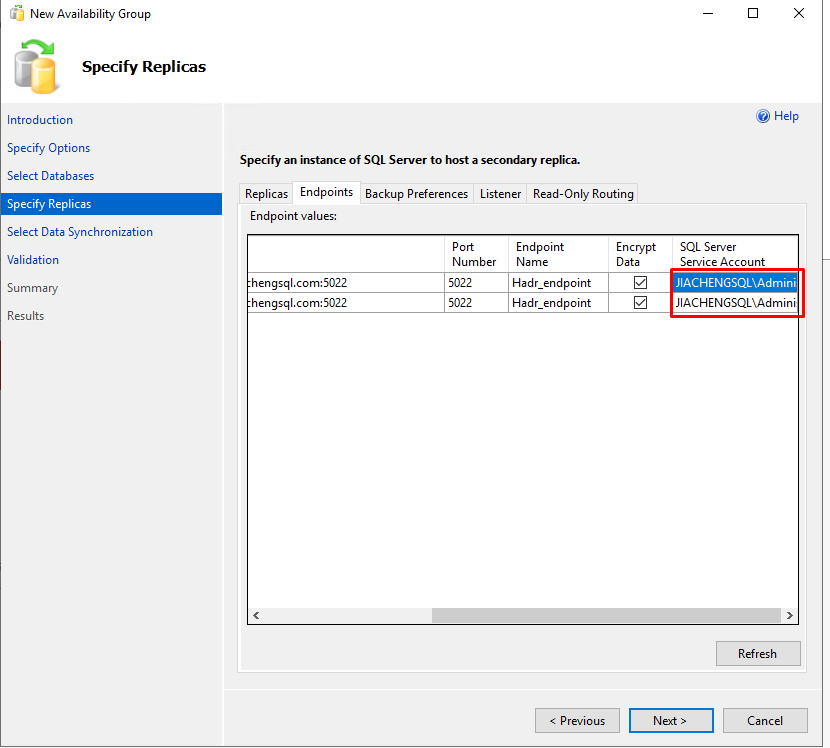 New Availability Group
Specify Replicas
Introduction
Specify Options
Select Databases
Specify Replicas
Select Data Synchronization
Validation
Summary
Results
Help
Specify an instance of SQL Server to host a secondary replica.
Replicas Endpoints Backup Preferences Listener Read-Only Routing
Endpoint values:
Port Number Endpoint Name Encrypt Data SQL Server Service Account
chengsql.com:5022 5022 Hadr_endpoint JIACHENGSQL\Admini
chengsql.com:5022 5022 Hadr_endpoint JIACHENGSQL\Admini
Refresh
< Previous Next > Cancel